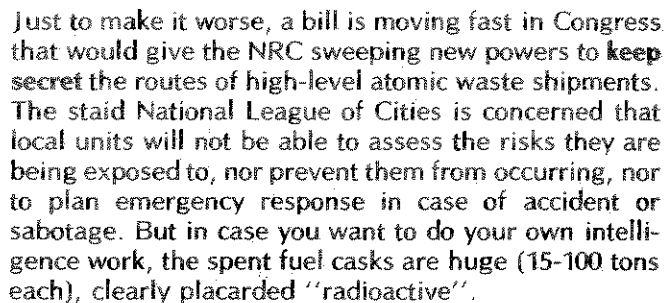 Just to make it worse, a bill is moving fast in Congress
that would give the NRC sweeping new powers to keep
secret the routes of high-level atomic waste shipments.
The staid National League of Cities is concerned that
local units will not be able to assess the risks they are
being exposed to, nor prevent them from occurring, nor
to plan emergency response in case of accident or
sabotage. But in case you want to do your own intelli-
gence work, the spent fuel casks are huge (15-100 tons
each), clearly placarded "radioactive".